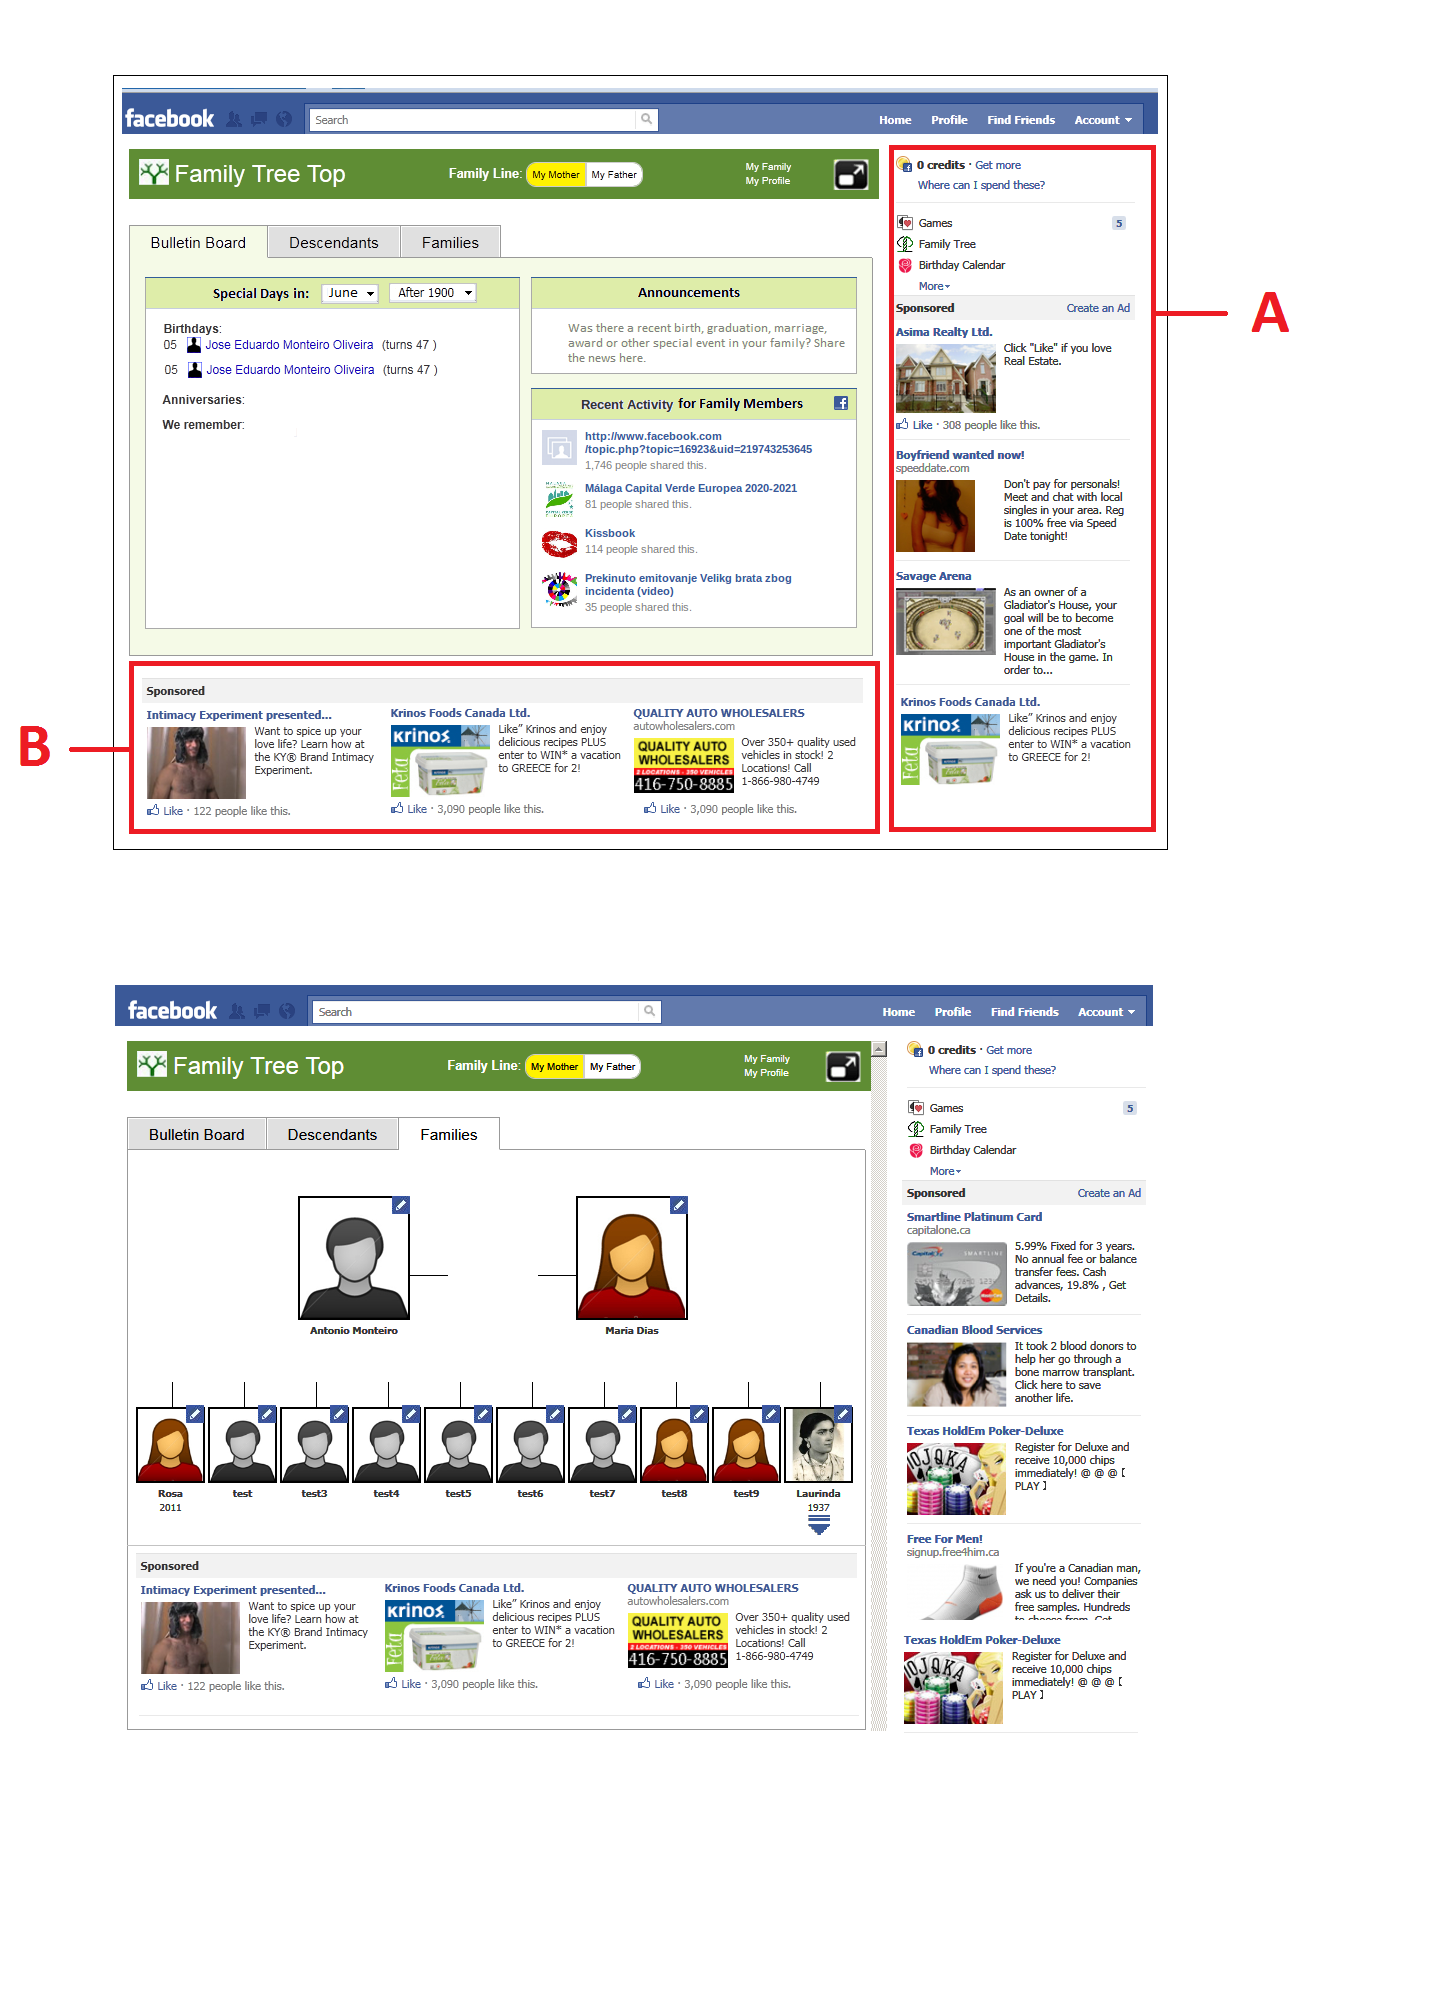 facebook
Search
Home Profile Find Friends Account
Family Tree Top
Family Line: My Mother My Father
My Family
My Profile
Bulletin Board Descendants Families
Special Days in: June After 1900
Birthdays:
05 Jose Eduardo Monteiro Oliveira (turns 47 )
05 Jose Eduardo Monteiro Oliveira (turns 47 )
Anniversaries:
We remember:
Announcements
Was there a recent birth, graduation, marriage,
award or other special event in your family? Share
the news here.
Recent Activity for Family Members
http://www.facebook.com
/topic.php?topic=16923&uid=219743253645
1,746 people shared this.
Málaga Capital Verde Europea 2020-2021
81 people shared this.
Kissbook
114 people shared this.
Prekinuto emitovanje Velikg brata zbog
incidenta (video)
35 people shared this.
0 credits · Get more
Where can I spend these?
Games 5
Family Tree
Birthday Calendar
More
Sponsored Create an Ad
Asima Realty Ltd.
Click "Like" if you love
Real Estate.
Like · 308 people like this.
Boyfriend wanted now!
speeddate.com
Don't pay for personals!
Meet and chat with local
singles in your area. Reg
is 100% free via Speed
Date tonight!
Savage Arena
As an owner of a
Gladiator's House, your
goal will be to become
one of the most
important Gladiator's
House in the game. In
order to...
Krinos Foods Canada Ltd.
Krinos
Feta
Like" Krinos and enjoy
delicious recipes PLUS
enter to WIN* a vacation
to GREECE for 2!
A
B
Sponsored
Intimacy Experiment presented...
Want to spice up your
love life? Learn how at
the KY® Brand Intimacy
Experiment.
Like · 122 people like this.
Krinos Foods Canada Ltd.
Krinos
Feta
Like" Krinos and enjoy
delicious recipes PLUS
enter to WIN* a vacation
to GREECE for 2!
Like · 3,090 people like this.
QUALITY AUTO WHOLESALERS
autowholesalers.com
QUALITY AUTO
WHOLESALERS
2 LOCATIONS - 350 VEHICLES
416-750-8885
Over 350+ quality used
vehicles in stock! 2
Locations! Call
1-866-980-4749
Like · 3,090 people like this.
facebook
Search
Home Profile Find Friends Account
Family Tree Top
Family Line: My Mother My Father
My Family
My Profile
Bulletin Board Descendants Families
Antonio Monteiro
Maria Dias
Rosa test test3 test4 test5 test6 test7 test8 test9 Laurinda
2011 1937
0 credits · Get more
Where can I spend these?
Games 5
Family Tree
Birthday Calendar
More
Sponsored Create an Ad
Smartline Platinum Card
capitalone.ca
Capital One
SMARTLINE
5.99% Fixed for 3 years.
No annual fee or balance
transfer fees. Cash
advances, 19.8% , Get
Details.
Canadian Blood Services
It took 2 blood donors to
help her go through a
bone marrow transplant.
Click here to save
another life.
Texas HoldEm Poker-Deluxe
Register for Deluxe and
receive 10,000 chips
immediately! @ @ @ 【
PLAY 】
Free For Men!
signup.free4him.ca
If you're a Canadian man,
we need you! Companies
ask us to deliver their
free samples. Hundreds
to choose from. Get
Texas HoldEm Poker-Deluxe
Register for Deluxe and
receive 10,000 chips
immediately! @ @ @ 【
PLAY 】
Sponsored
Intimacy Experiment presented...
Want to spice up your
love life? Learn how at
the KY® Brand Intimacy
Experiment.
Like · 122 people like this.
Krinos Foods Canada Ltd.
Krinos
Feta
Like" Krinos and enjoy
delicious recipes PLUS
enter to WIN* a vacation
to GREECE for 2!
Like · 3,090 people like this.
QUALITY AUTO WHOLESALERS
autowholesalers.com
QUALITY AUTO
WHOLESALERS
2 LOCATIONS - 350 VEHICLES
416-750-8885
Over 350+ quality used
vehicles in stock! 2
Locations! Call
1-866-980-4749
Like · 3,090 people like this.